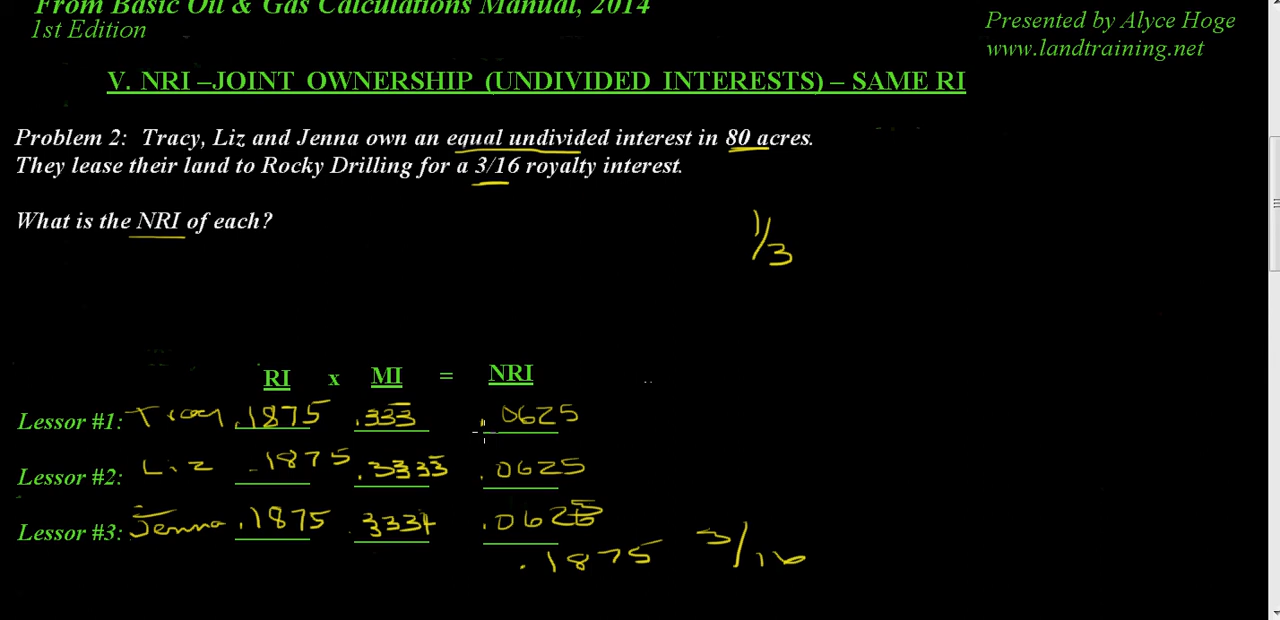 From Basic Oil & Gas Calculations Manual, 2014
1st Edition
Presented by Alyce Hoge
www.landtraining.net
V. NRI –JOINT OWNERSHIP (UNDIVIDED INTERESTS) – SAME RI
Problem 2: Tracy, Liz and Jenna own an equal undivided interest in 80 acres.
They lease their land to Rocky Drilling for a 3/16 royalty interest.
What is the NRI of each?
1/3
RI x MI = NRI
Lessor #1: Tracy .1875 .333 .0625
Lessor #2: Liz .1875 .3333 .0625
Lessor #3: Jenna .1875 .3334 .0625
.1875 3/16